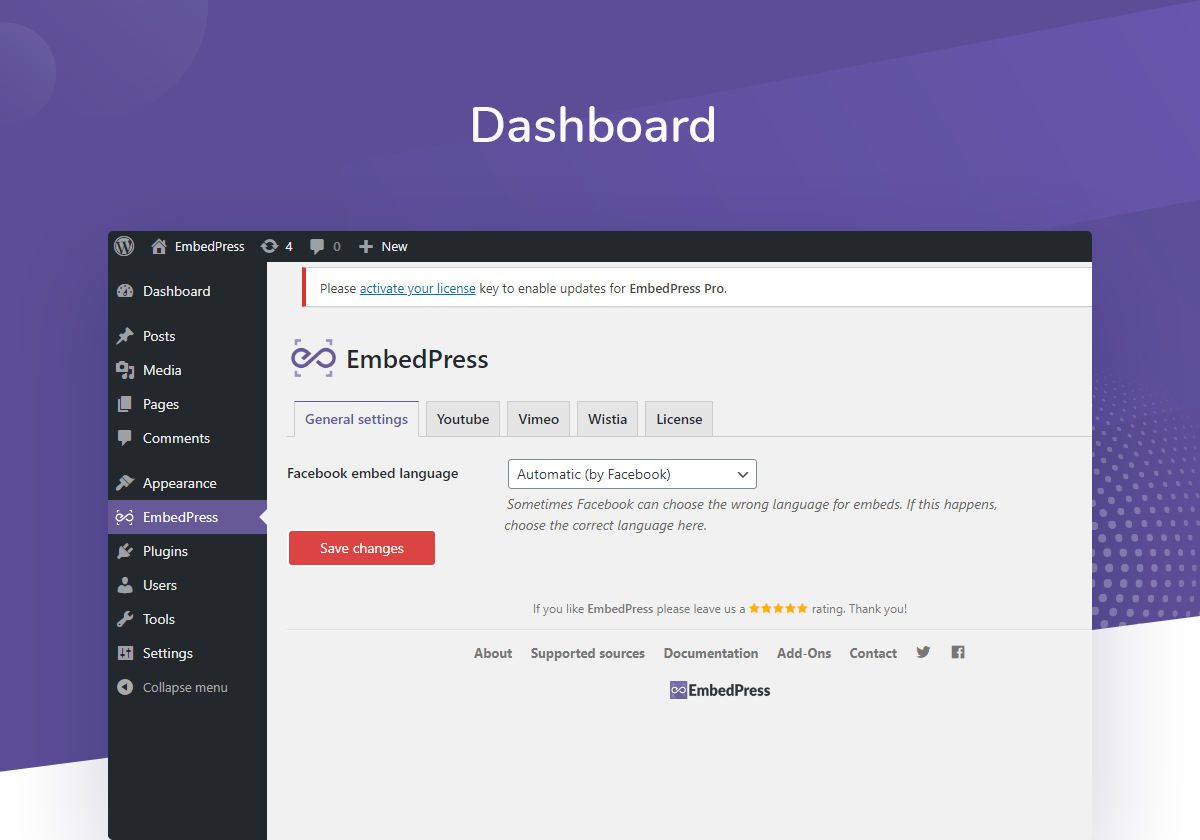 Dashboard
EmbedPress 4 0 New
Dashboard
Posts
Media
Pages
Comments
Appearance
EmbedPress
Plugins
Users
Tools
Settings
Collapse menu
Please activate your license key to enable updates for EmbedPress Pro.
EmbedPress
General settings Youtube Vimeo Wistia License
Facebook embed language Automatic (by Facebook)
Sometimes Facebook can choose the wrong language for embeds. If this happens,
choose the correct language here.
Save changes
If you like EmbedPress please leave us a ★★★★★ rating. Thank you!
About Supported sources Documentation Add-Ons Contact
EmbedPress